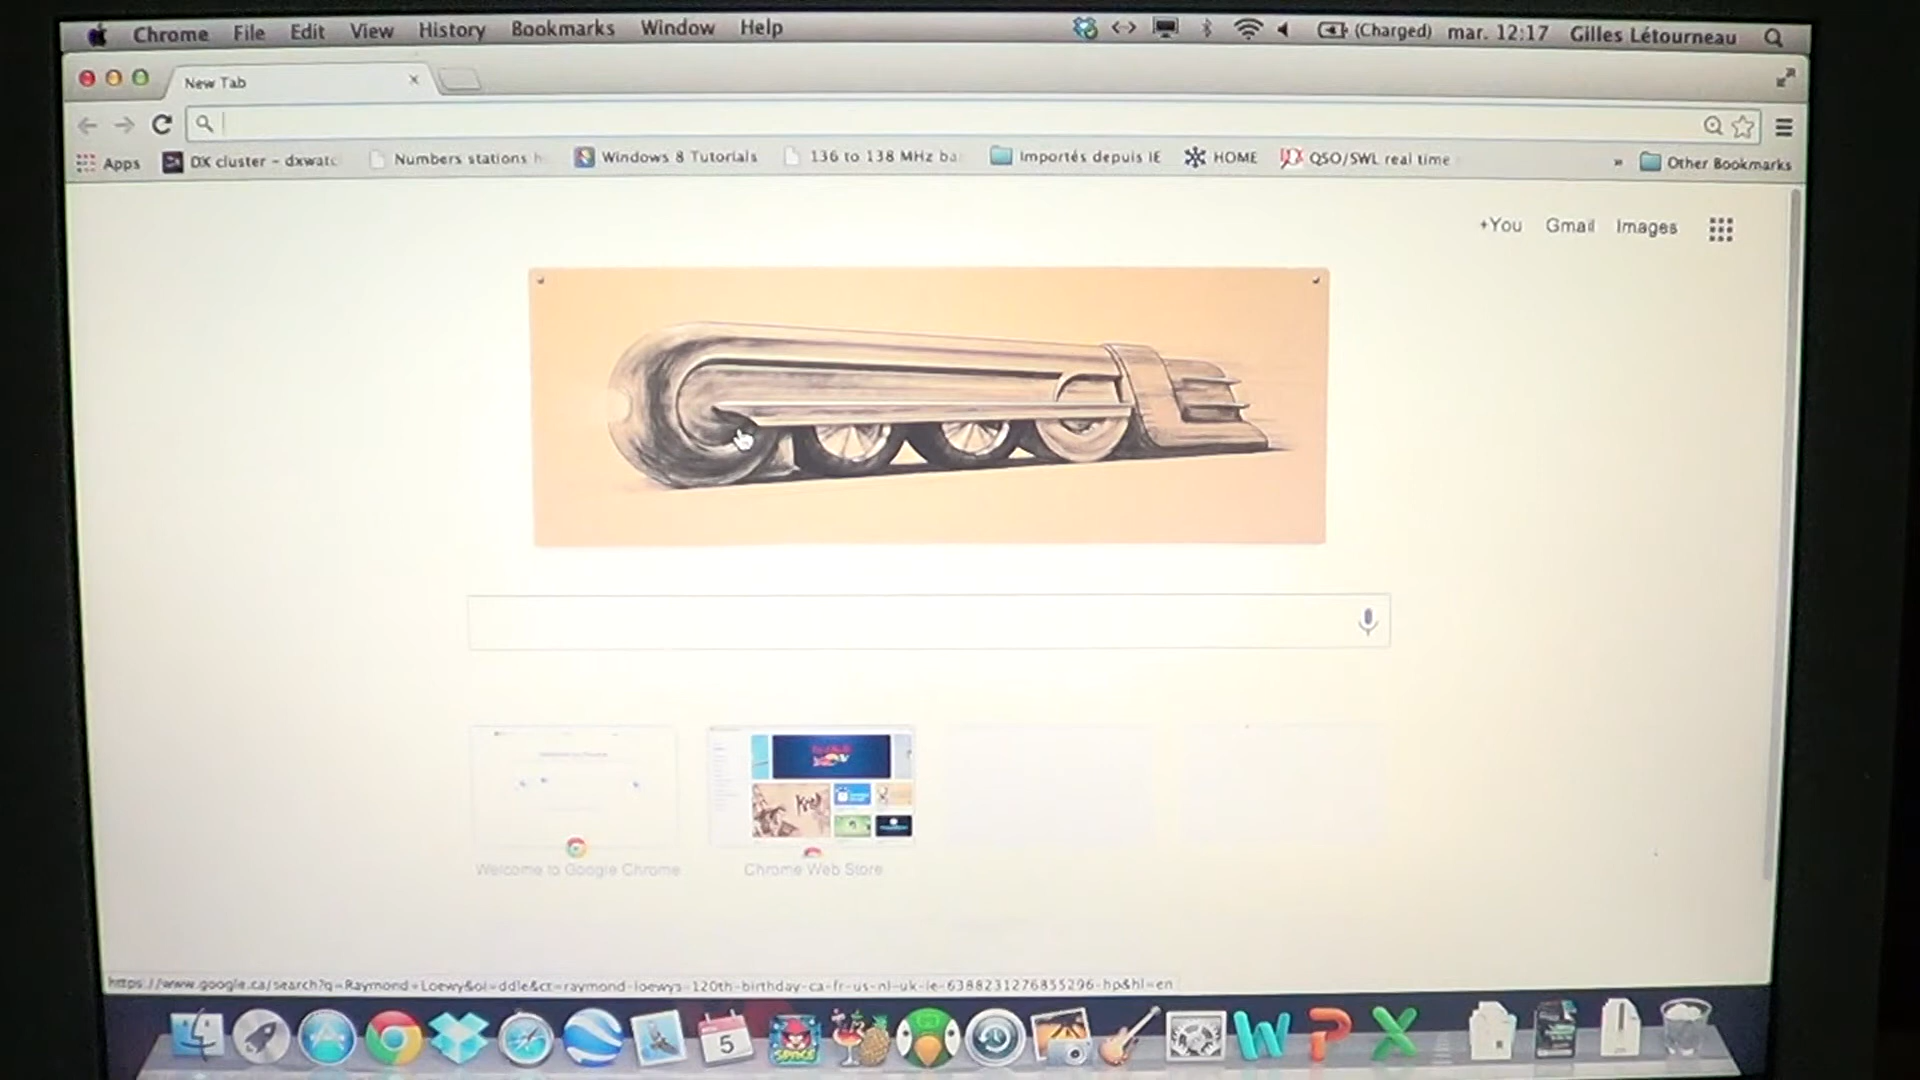 Chrome File Edit View History Bookmarks Window Help (Charged) mar. 12:17 Gilles Létourneau
New Tab
Apps DX cluster - dxwatc Numbers stations h Windows 8 Tutorials 136 to 138 MHz ba Importés depuis IE HOME QSO/SWL real time » Other Bookmarks
+You Gmail Images
Welcome to Google Chrome Chrome Web Store
https://www.google.ca/search?q=Raymond+Loewy&oi=ddle&ct=raymond-loewys-120th-birthday-ca-fr-us-nl-uk-ie-6388231276855296-hp&hl=en
5 SPACE W P X